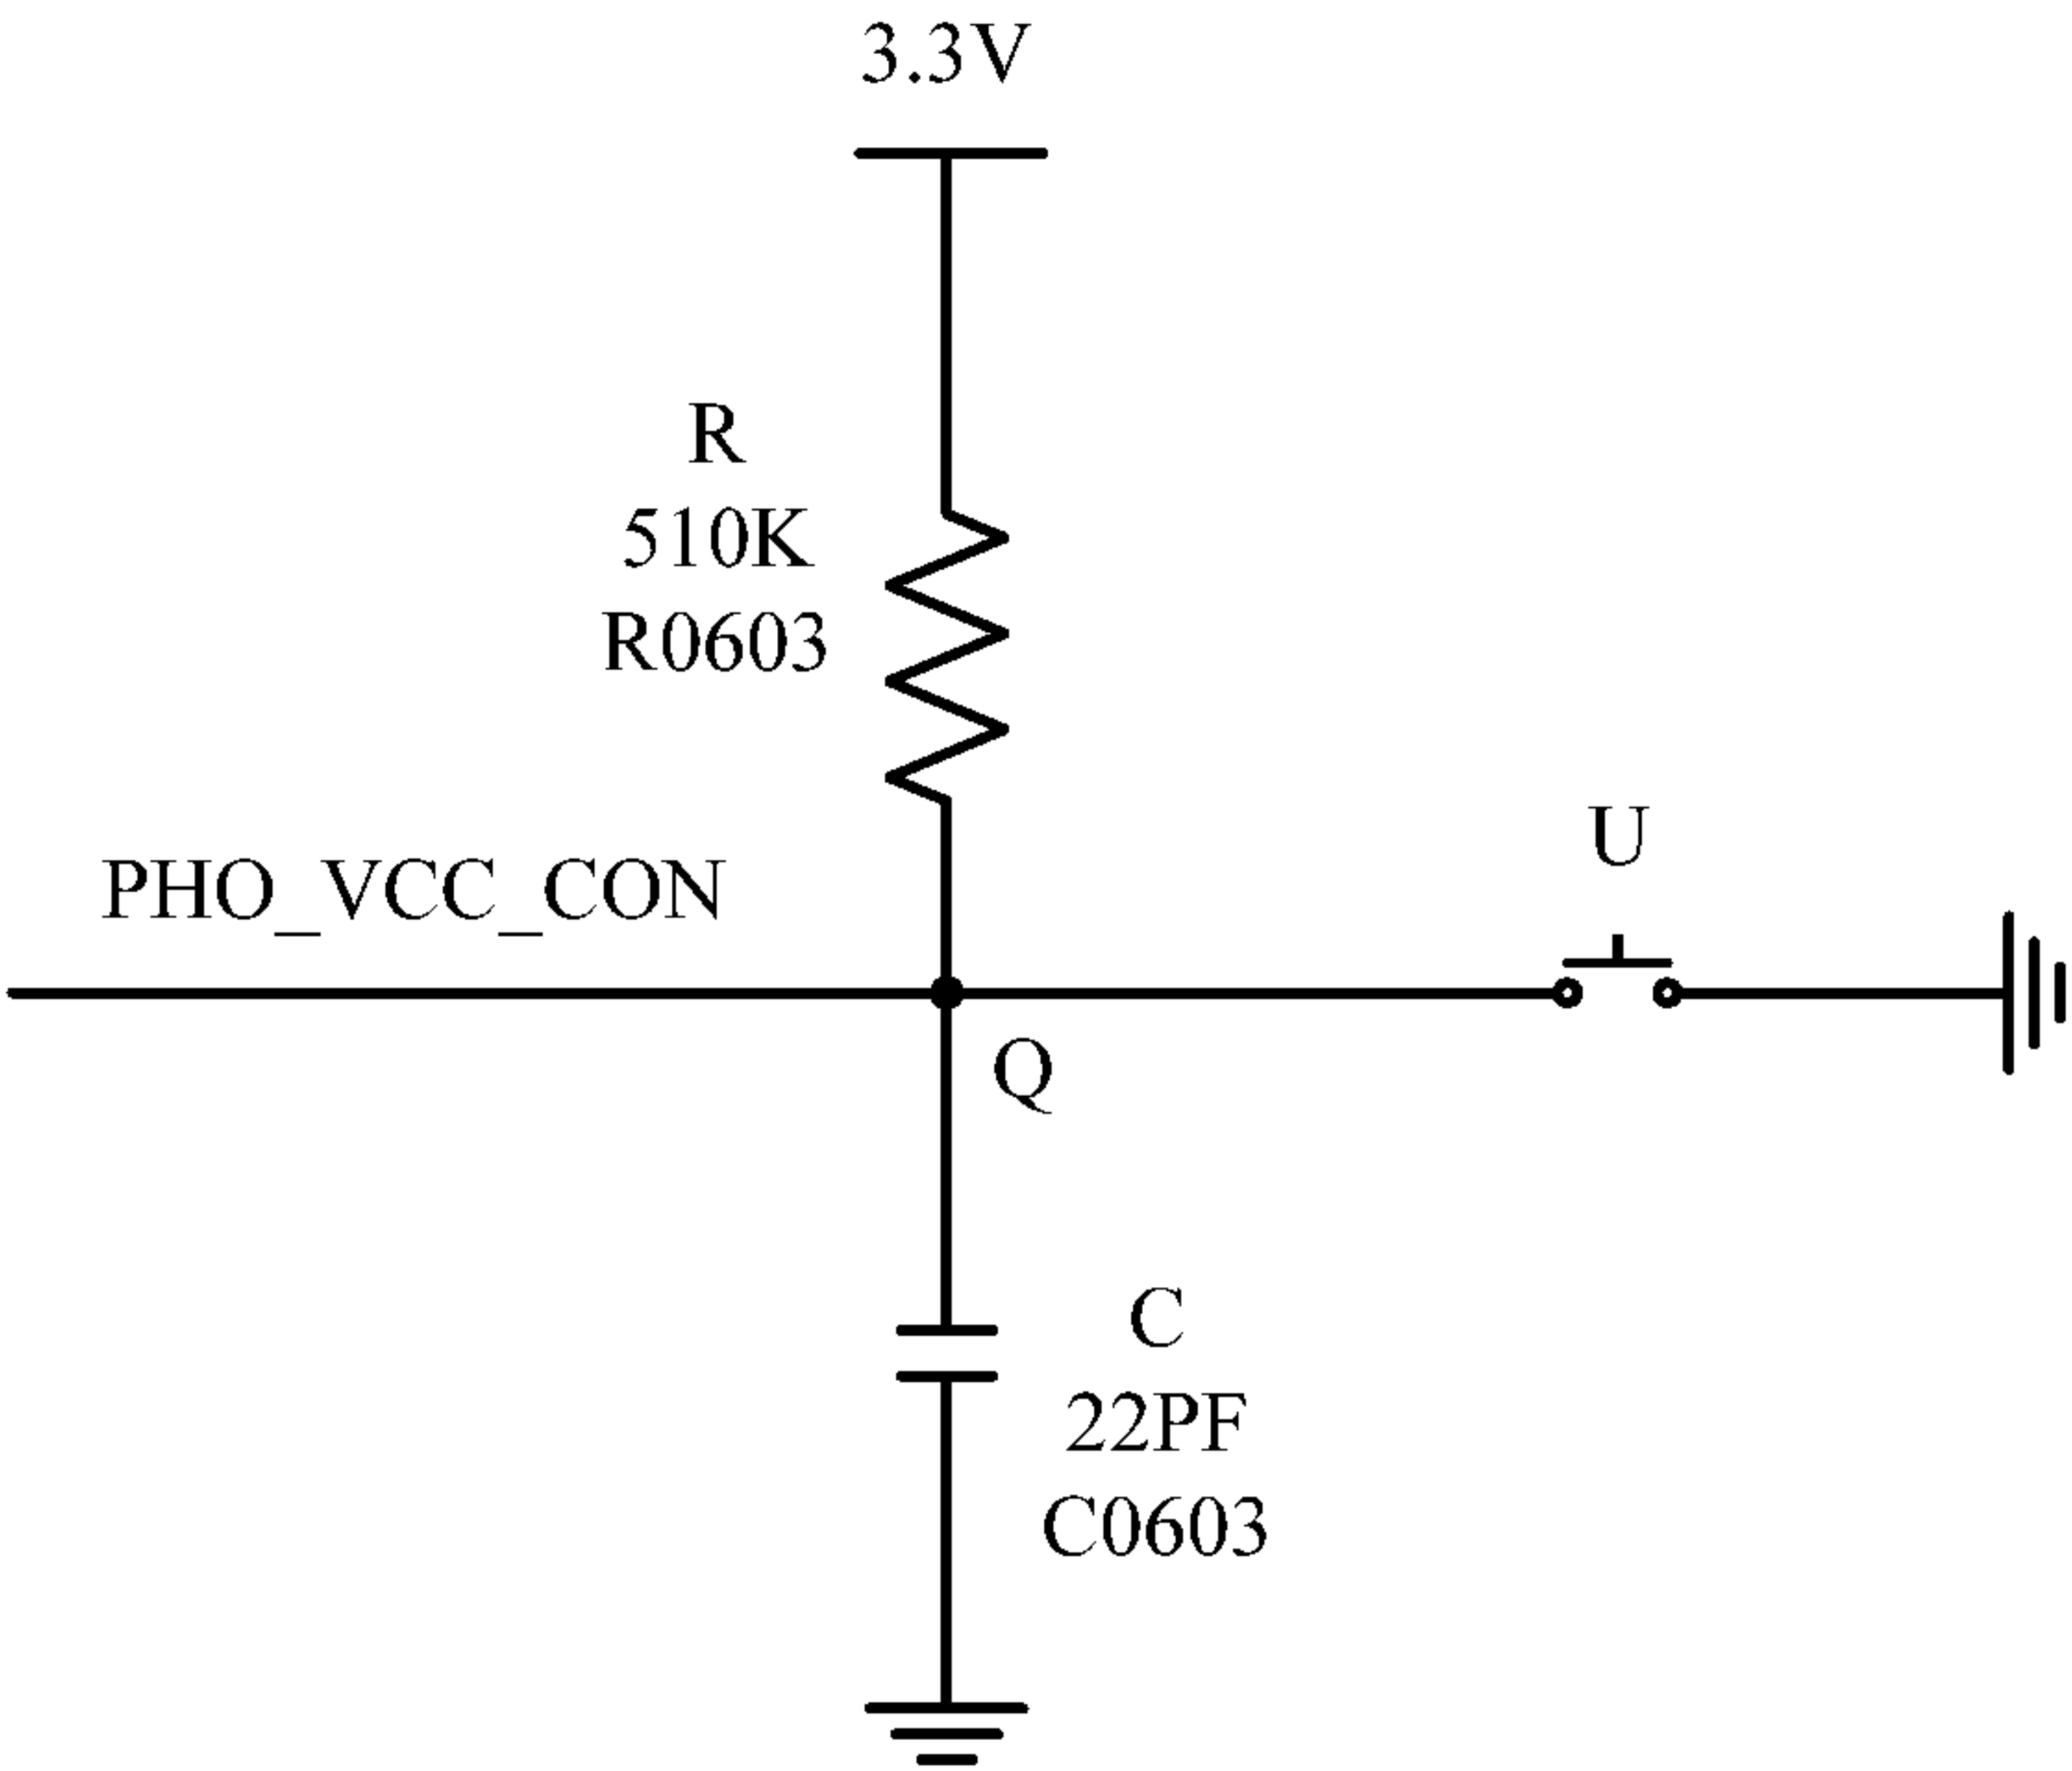 3.3V
R
510K
R0603
PHO_VCC_CON
U
Q
C
22PF
C0603